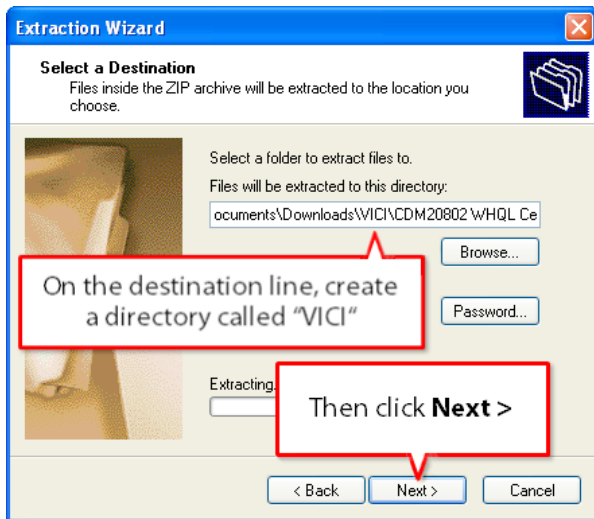 Extraction Wizard
Select a Destination
Files inside the ZIP archive will be extracted to the location you
choose.
Select a folder to extract files to.
Files will be extracted to this directory:
ocuments\Downloads\VICI\CDM20802 WHQL Ce
Browse...
On the destination line, create
a directory called “VICI“
Password...
Extracting.
Then click Next >
< Back
Next >
Cancel